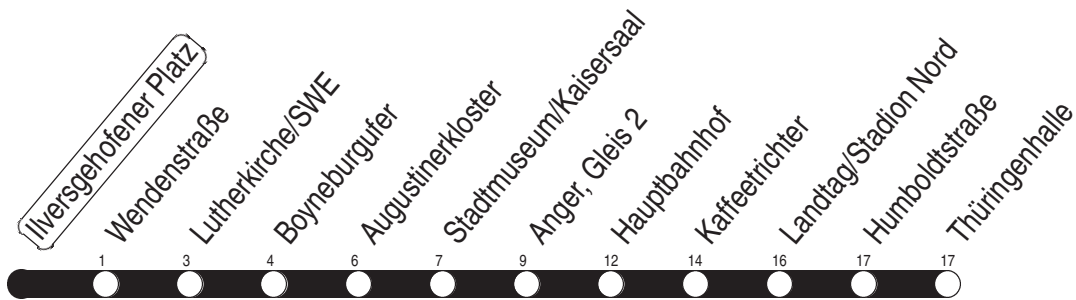 Ilversgehofener Platz
Wendenstraße
Lutherkirche/SWE
Boyneburgufer
Augustinerkloster
Stadtmuseum/Kaisersaal
Anger, Gleis 2
Hauptbahnhof
Kaffeetrichter
Landtag/Stadion Nord
Humboldtstraße
Thüringenhalle
1 3 4 6 7 9 12 14 16 17 17